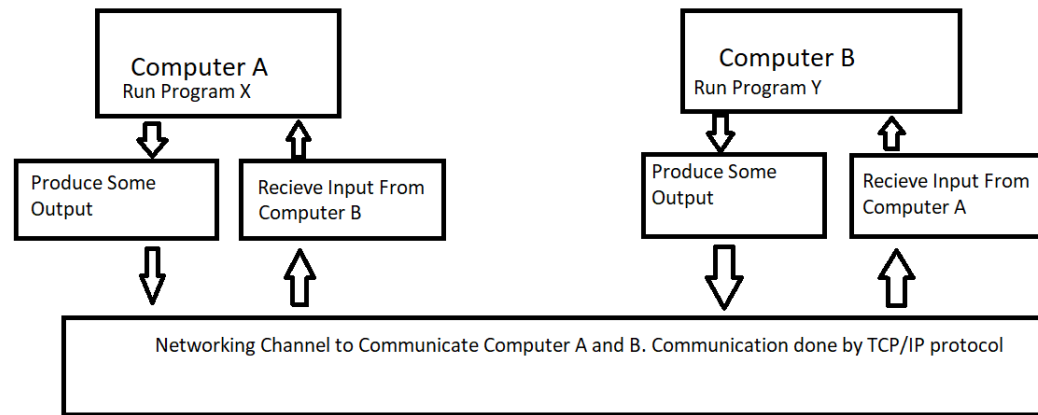 Computer A
Run Program X
Computer B
Run Program Y
Produce Some
Output
Recieve Input From
Computer B
Produce Some
Output
Recieve Input From
Computer A
Networking Channel to Communicate Computer A and B. Communication done by TCP/IP protocol